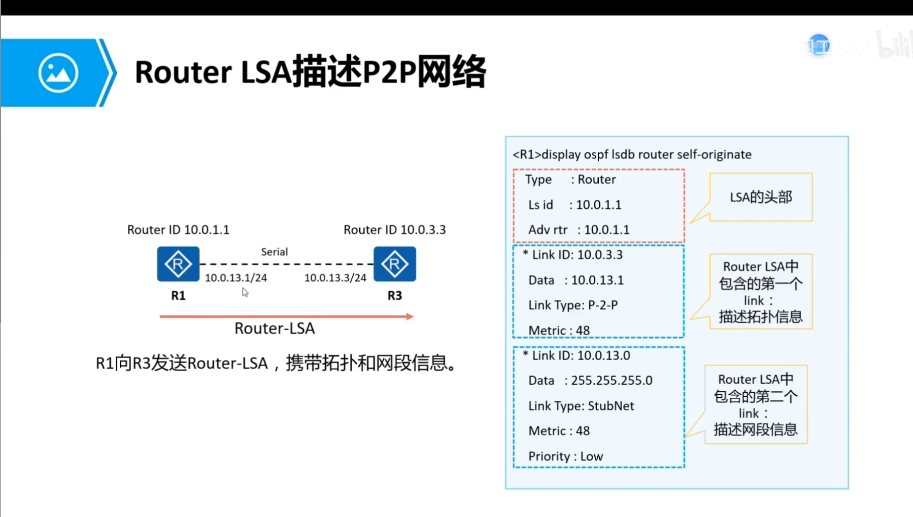 Router LSA描述P2P网络
Router ID 10.0.1.1
Router ID 10.0.3.3
Serial
R
R
10.0.13.1/24
10.0.13.3/24
R1
R3
Router-LSA
R1向R3发送Router-LSA，携带拓扑和网段信息。
<R1>display ospf lsdb router self-originate
Type : Router
Ls id : 10.0.1.1
Adv rtr : 10.0.1.1
LSA的头部
* Link ID: 10.0.3.3
Data : 10.0.13.1
Link Type: P-2-P
Metric : 48
Router LSA中
包含的第一个
link：
描述拓扑信息
* Link ID: 10.0.13.0
Data : 255.255.255.0
Link Type: StubNet
Metric : 48
Priority : Low
Router LSA中
包含的第二个
link：
描述网段信息